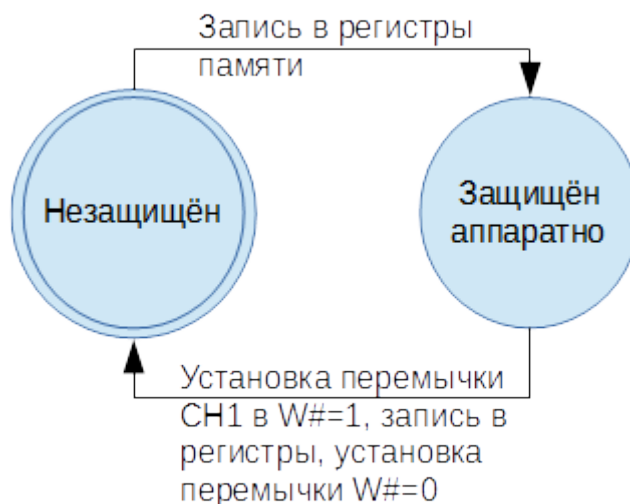 Запись в регистры
памяти
Незащищён
Защищён
аппаратно
Установка перемычки
CH1 в W#=1, запись в
регистры, установка
перемычки W#=0